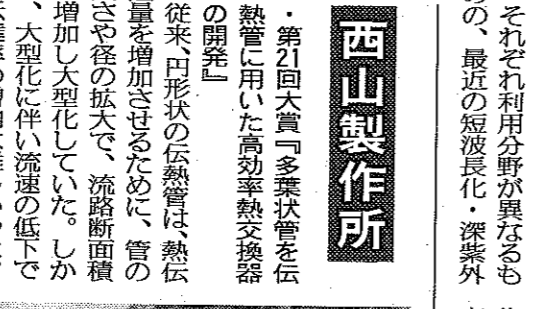 それぞれ利用分野が異なるも
の、最近の短波長化・深紫外
西山製作所
・第21回大賞『多葉状管を伝
熱管に用いた高効率熱交換器
の開発』
従来、円形状の伝熱管は、熱伝
量を増加させるために、管の
さや径の拡大で、流路断面積
増加し大型化していた。しか
、大型化に伴い流速の低下で